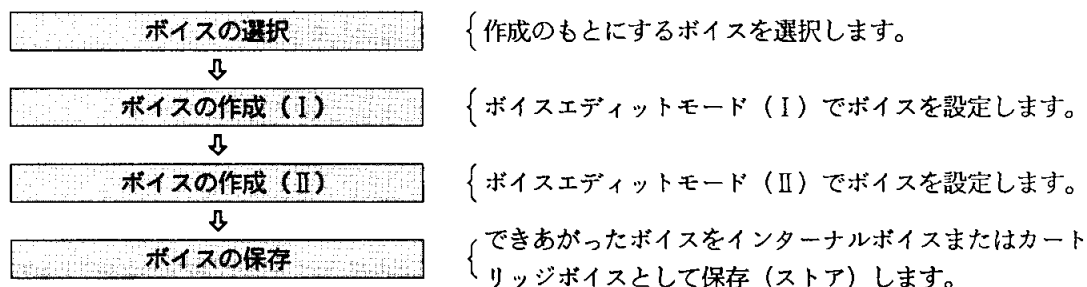 ボイスの選択
作成のもとにするボイスを選択します。
ボイスの作成(Ⅰ)
ボイスエディットモード(Ⅰ)でボイスを設定します。
ボイスの作成(Ⅱ)
ボイスエディットモード(Ⅱ)でボイスを設定します。
ボイスの保存
できあがったボイスをインターナルボイスまたはカート
リッジボイスとして保存(ストア)します。